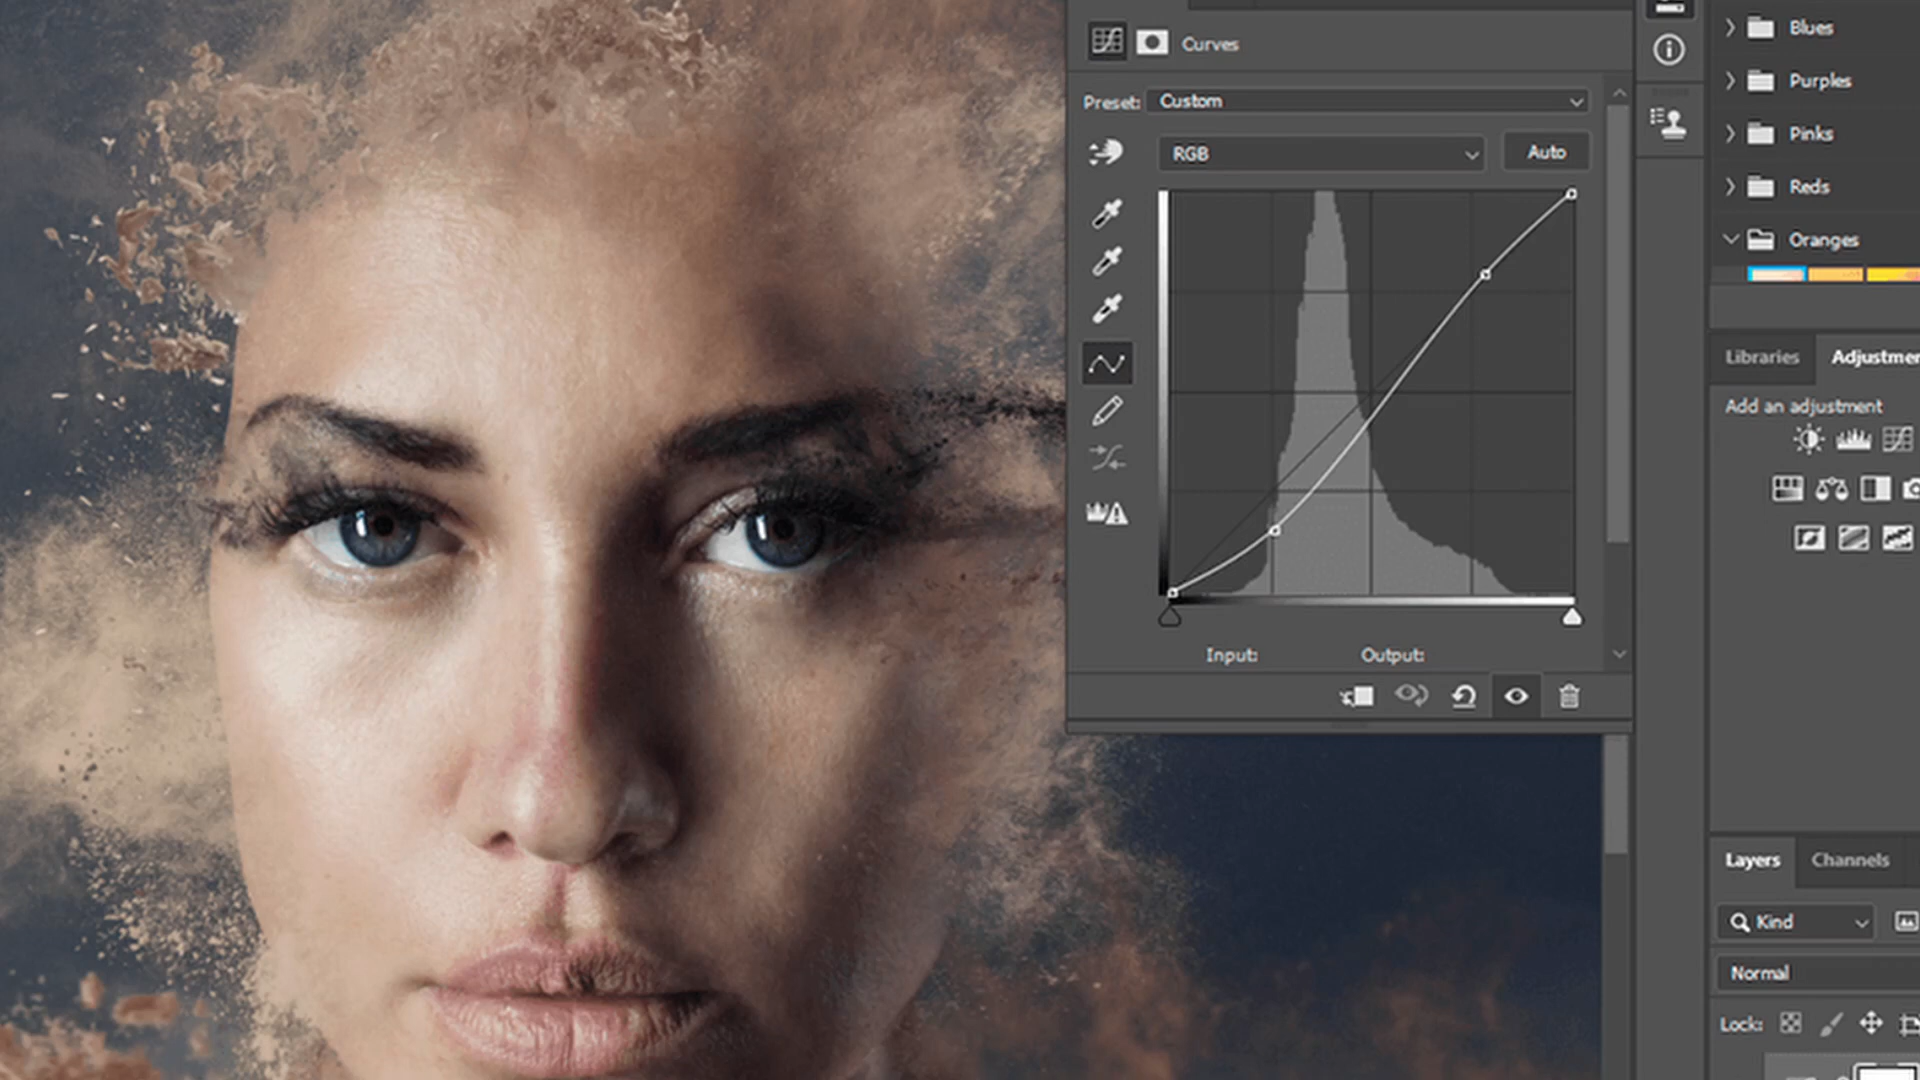 Curves
Preset: Custom
RGB
Auto
Input:
Output:
Blues
Purples
Pinks
Reds
Oranges
Libraries
Adjustmen
Add an adjustment
Layers
Channels
Kind
Normal
Lock: